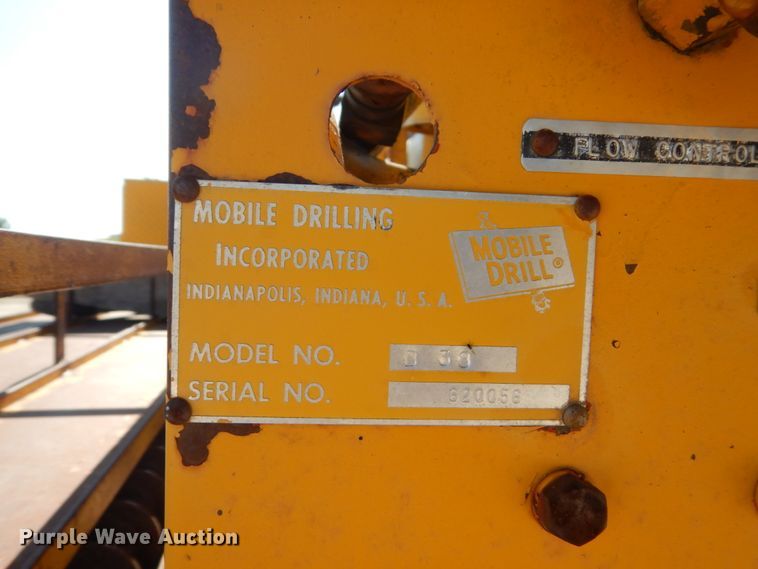 FLOW CONTROL
MOBILE DRILLING
INCORPORATED
INDIANAPOLIS, INDIANA, U. S. A.
MOBILE
DRILL®
MODEL NO.
SERIAL NO.
Purple Wave Auction